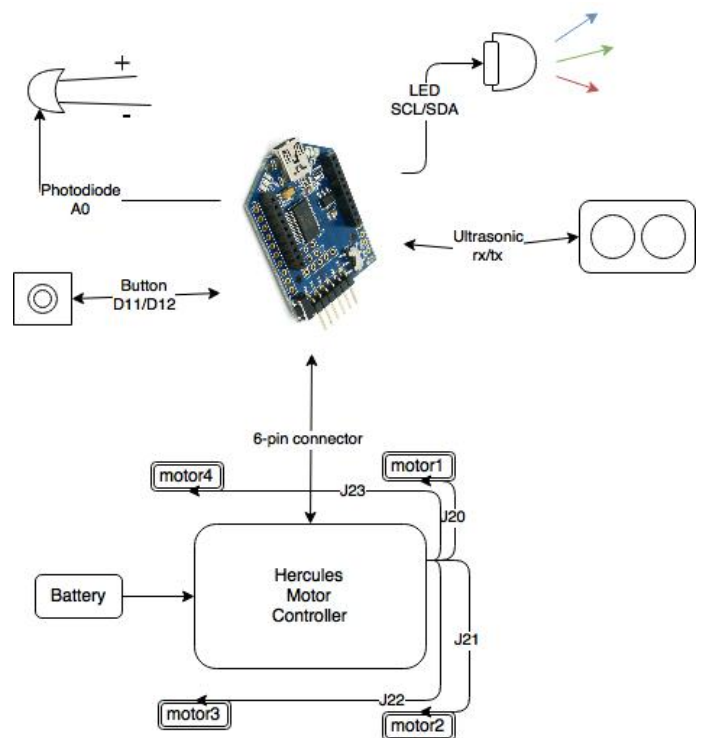 +
-
LED
SCL/SDA
Photodiode
A0
Ultrasonic
rx/tx
Button
D11/D12
6-pin connector
motor4
motor1
J23
J20
Hercules
Motor
Controller
Battery
J21
J22
motor3
motor2